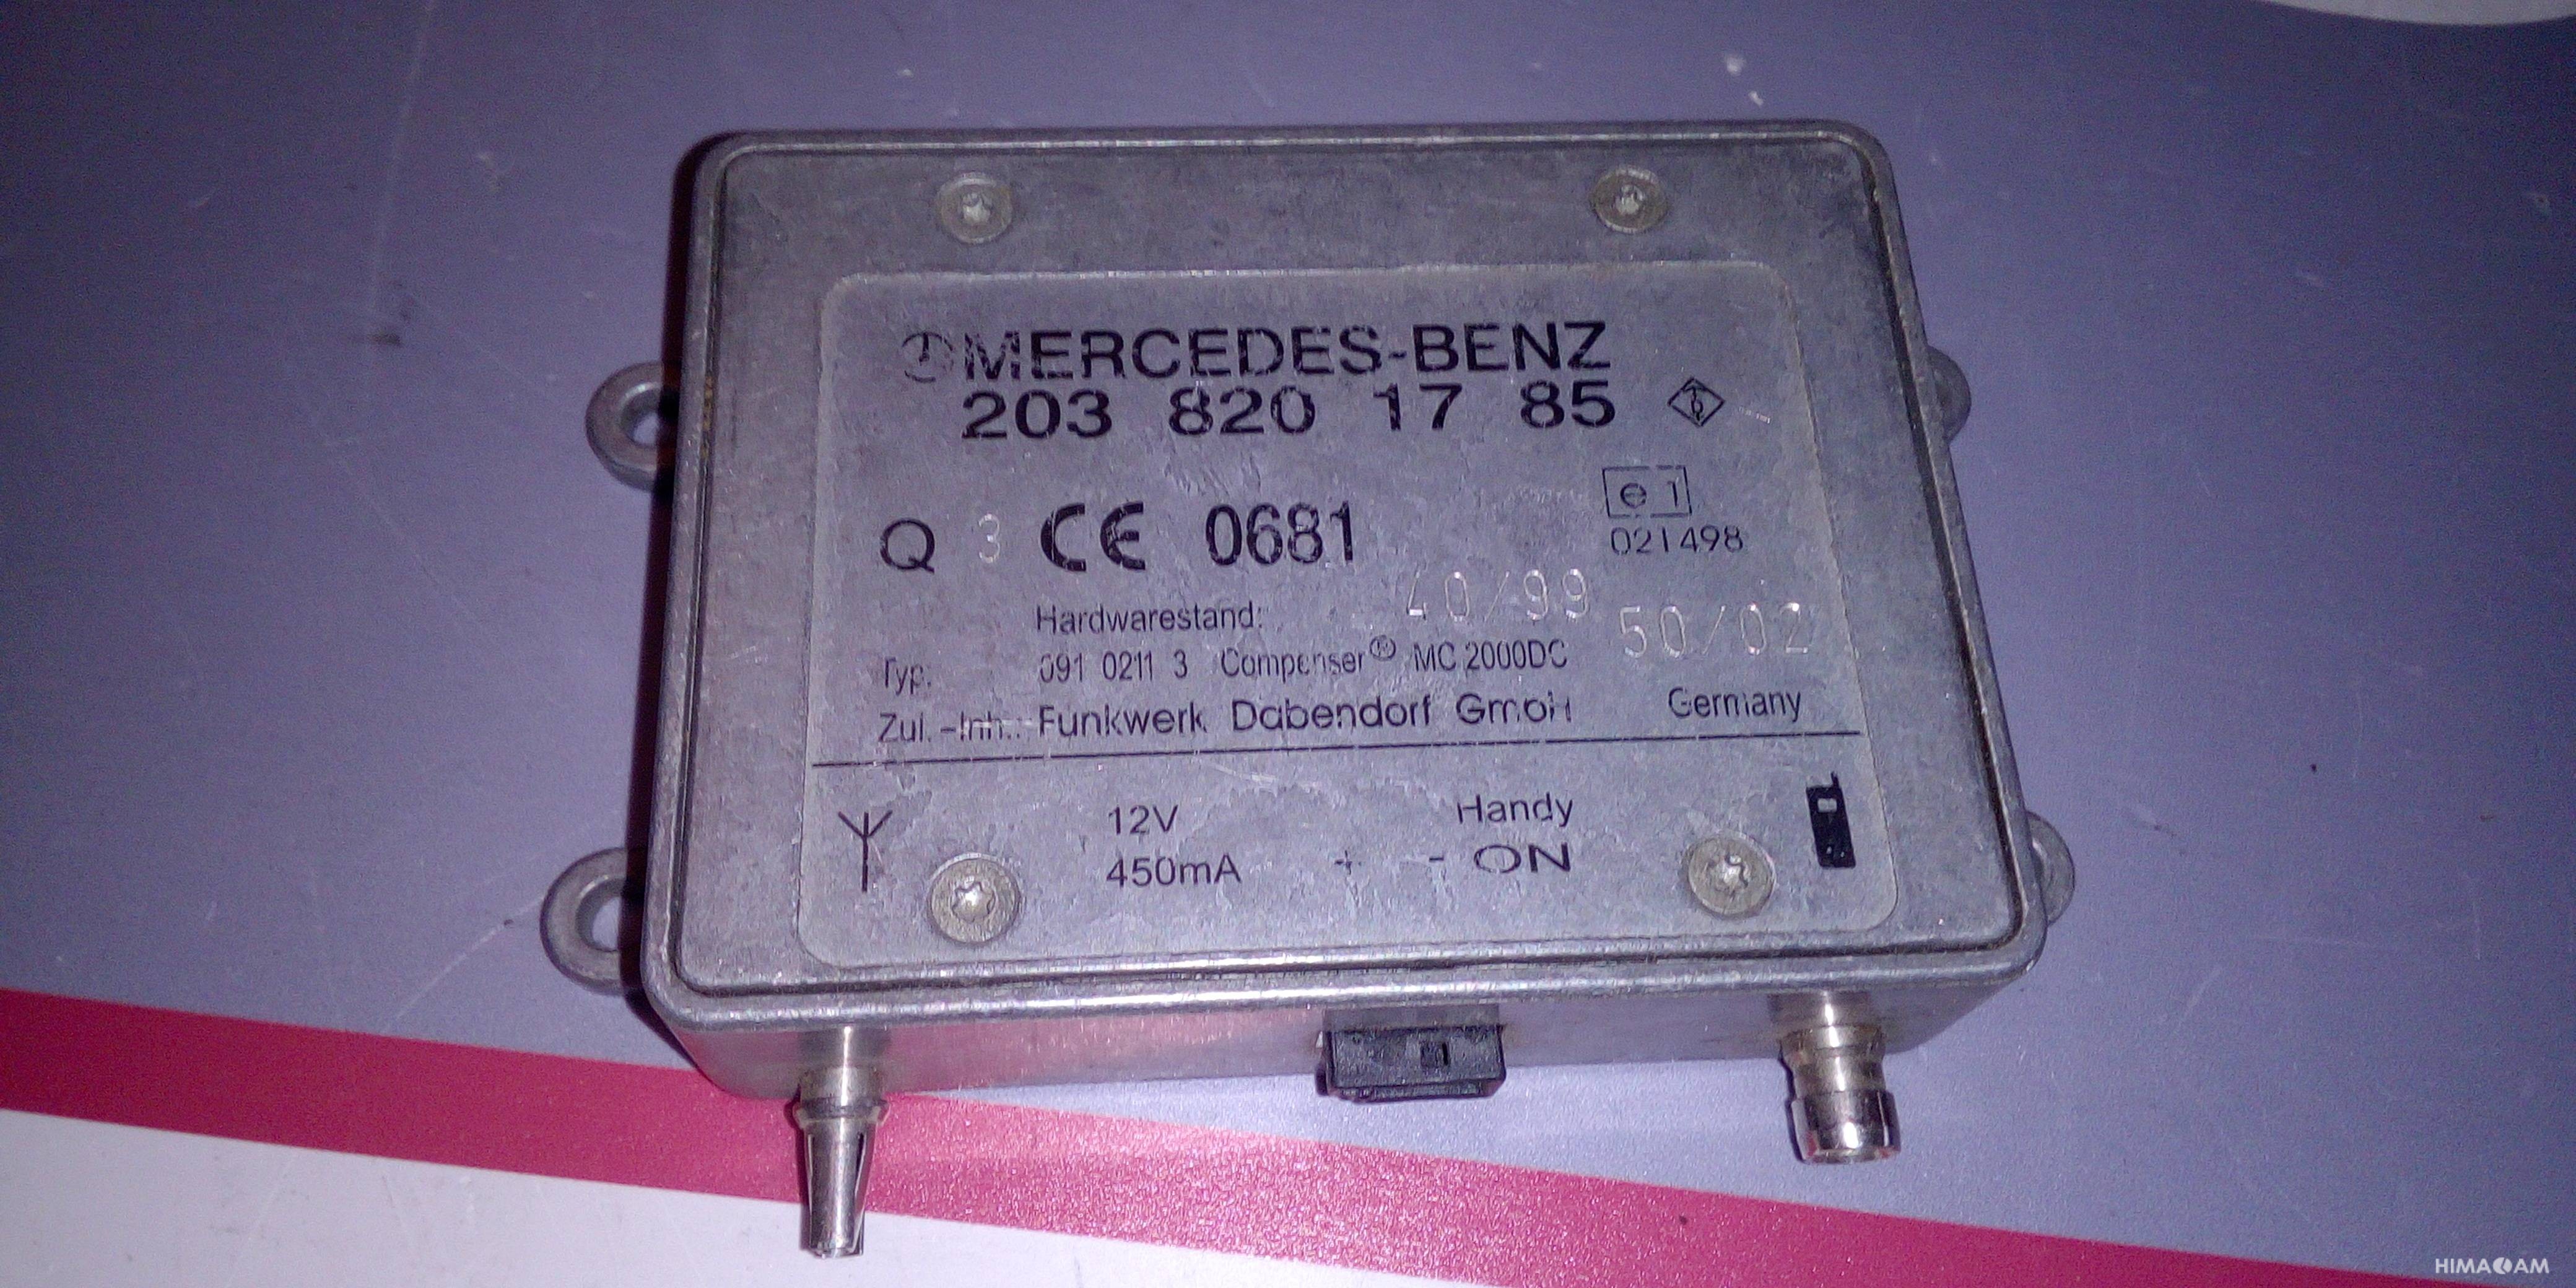 MERCEDES-BENZ
203 820 17 85
Q 3 CE 0681
e 1
021498
Hardwarestand: 40/99 50/02
Typ: 091 0211 3 Compenser® MC 2000DC
Zul.-Inh.: Funkwerk Dabendorf GmbH Germany
12V Handy
450mA + - ON
HIMACAM